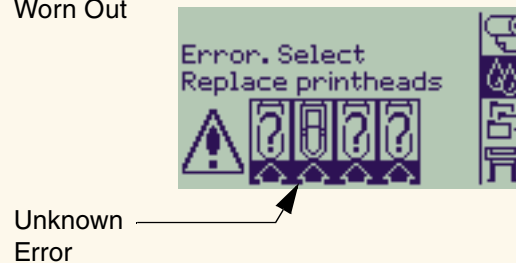 Worn Out
Error. Select
Replace printheads
? ? ? ?
Unknown
Error